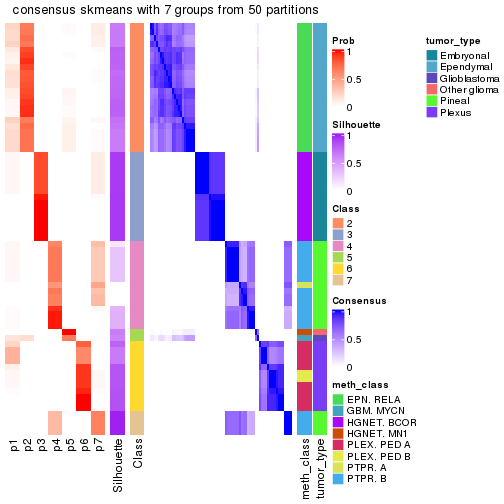 consensus skmeans with 7 groups from 50 partitions
Prob
1
0.5
0
Silhouette
1
0.5
0
Class
2
3
4
5
6
7
Consensus
1
0.5
0
meth_class
EPN. RELA
GBM. MYCN
HGNET. BCOR
HGNET. MN1
PLEX. PED A
PLEX. PED B
PTPR. A
PTPR. B
tumor_type
Embryonal
Ependymal
Glioblastoma
Other glioma
Pineal
Plexus
p1
p2
p3
p4
p5
p6
p7
Silhouette
Class
meth_class
tumor_type